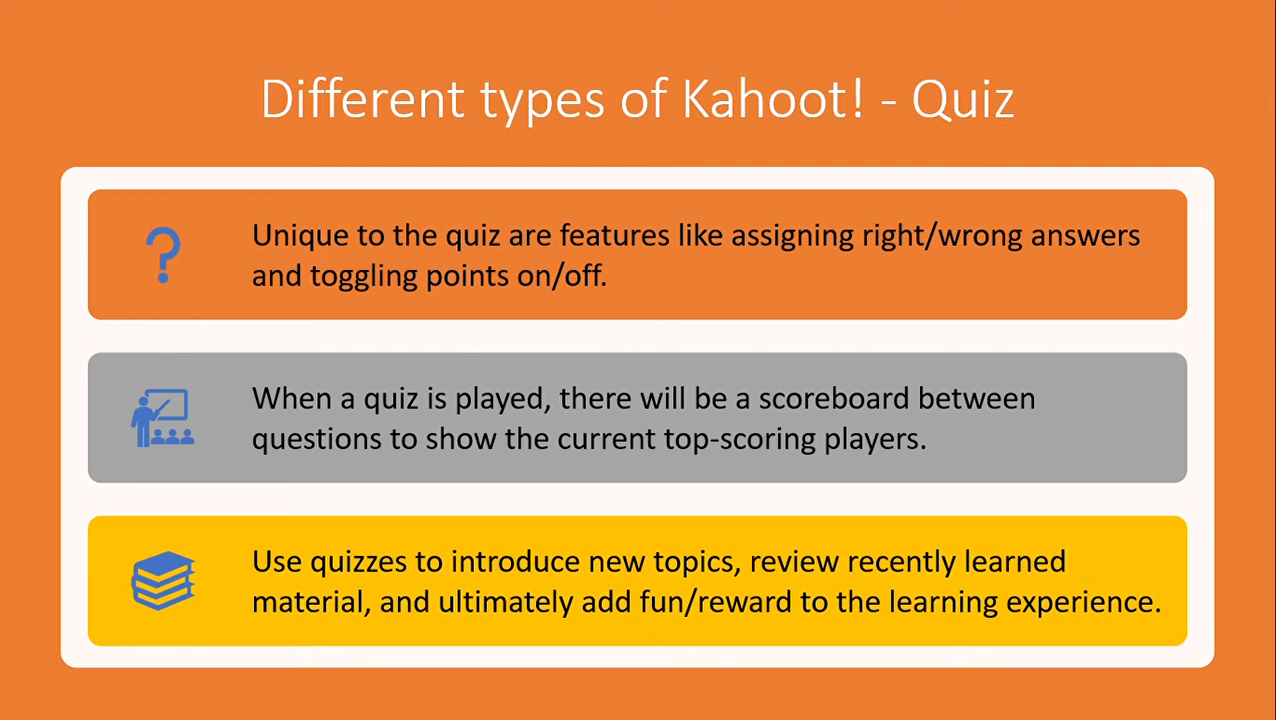 Different types of Kahoot! - Quiz
Unique to the quiz are features like assigning right/wrong answers
and toggling points on/off.
When a quiz is played, there will be a scoreboard between
questions to show the current top-scoring players.
Use quizzes to introduce new topics, review recently learned
material, and ultimately add fun/reward to the learning experience.